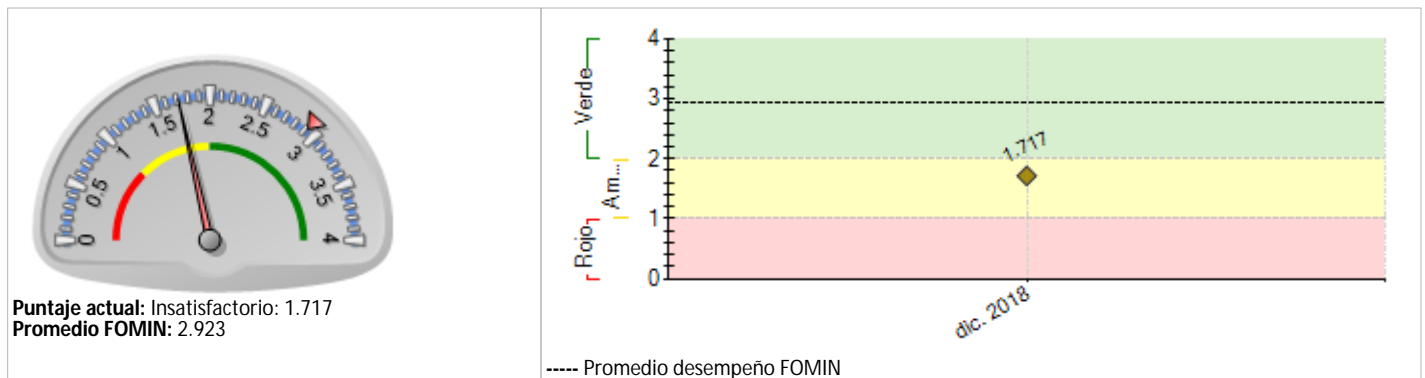 0
0.5
1
1.5
2
2.5
3
3.5
4
Puntaje actual: Insatisfactorio: 1.717
Promedio FOMIN: 2.923
Verde
Am...
Rojo
4
3
2
1
0
1.717
dic. 2018
----- Promedio desempeño FOMIN